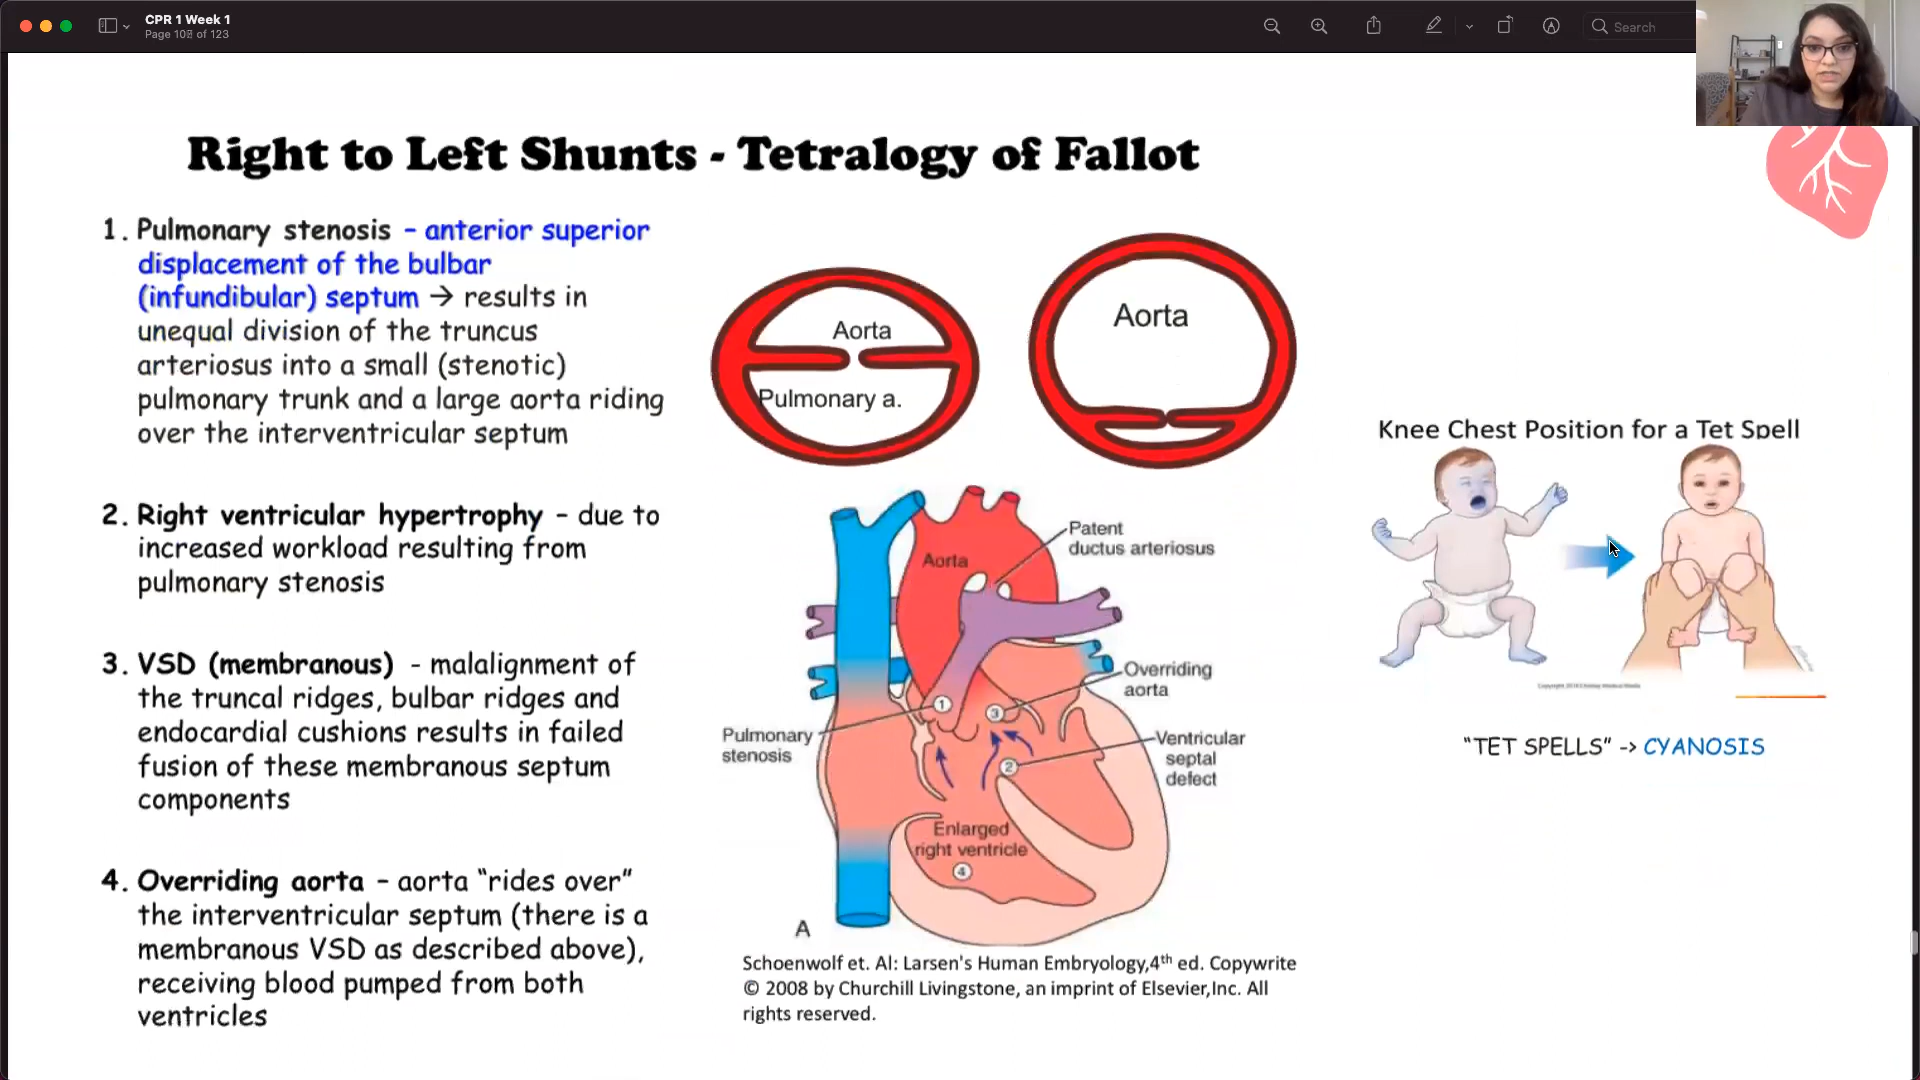 CPR 1 Week 1
of 123
Search
Right to Left Shunts - Tetralogy of Fallot
1. Pulmonary stenosis – anterior superior
displacement of the bulbar
(infundibular) septum → results in
unequal division of the truncus
arteriosus into a small (stenotic)
pulmonary trunk and a large aorta riding
over the interventricular septum
2. Right ventricular hypertrophy – due to
increased workload resulting from
pulmonary stenosis
3. VSD (membranous) - malalignment of
the truncal ridges, bulbar ridges and
endocardial cushions results in failed
fusion of these membranous septum
components
4. Overriding aorta – aorta “rides over”
the interventricular septum (there is a
membranous VSD as described above),
receiving blood pumped from both
ventricles
Aorta
Pulmonary a.
Aorta
Aorta
Patent
ductus arteriosus
1
3
Overriding
aorta
Pulmonary
stenosis
2
Ventricular
septal
defect
Enlarged
right ventricle
4
A
Schoenwolf et. Al: Larsen's Human Embryology,4th ed. Copywrite
© 2008 by Churchill Livingstone, an imprint of Elsevier,Inc. All
rights reserved.
Knee Chest Position for a Tet Spell
“TET SPELLS” -> CYANOSIS